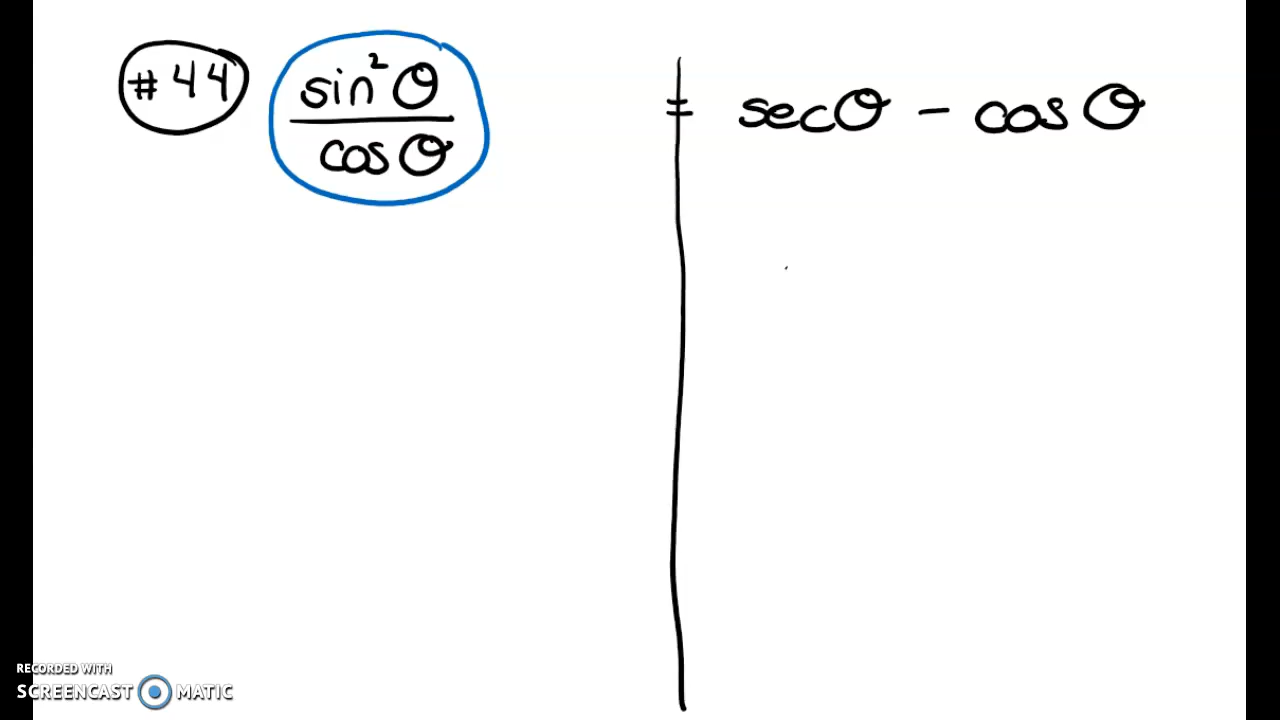 #44 sin²θ = secθ - cosθ
cosθ
RECORDED WITH
SCREENCAST MATIC